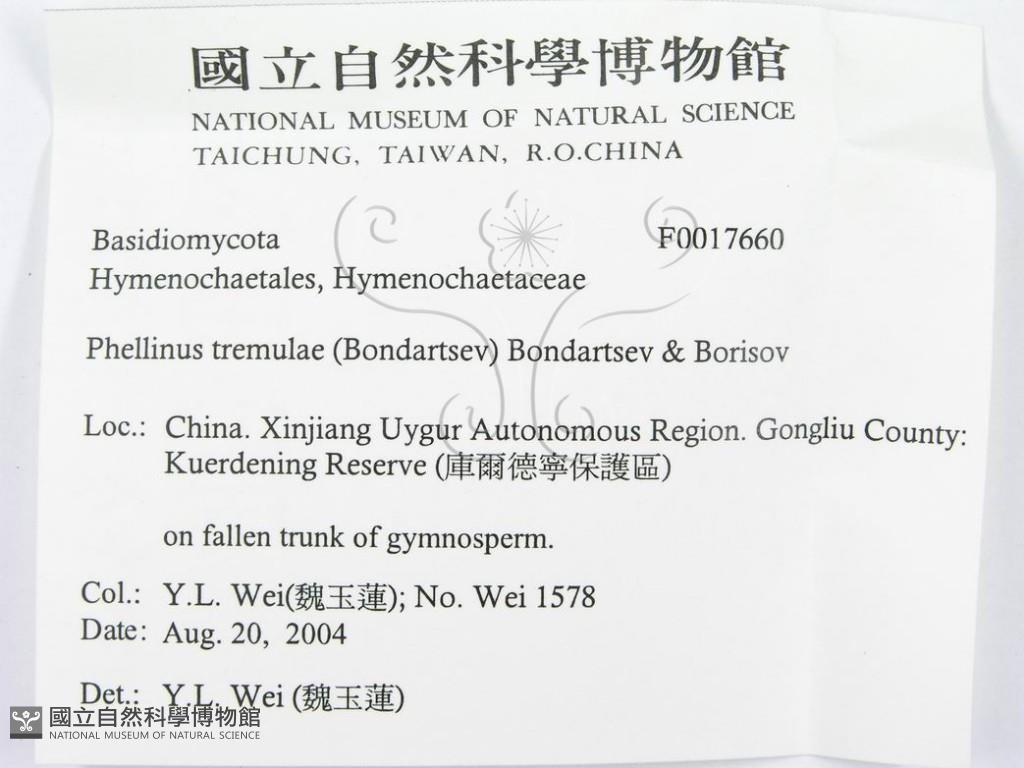 國立自然科學博物館
NATIONAL MUSEUM OF NATURAL SCIENCE
TAICHUNG, TAIWAN, R.O.CHINA
Basidiomycota F0017660
Hymenochaetales, Hymenochaetaceae
Phellinus tremulae (Bondartsev) Bondartsev & Borisov
Loc.: China. Xinjiang Uygur Autonomous Region. Gongliu County:
Kuerdening Reserve (庫爾德寧保護區)
on fallen trunk of gymnosperm.
Col.: Y.L. Wei(魏玉蓮); No. Wei 1578
Date: Aug. 20, 2004
Det.: Y.L. Wei (魏玉蓮)
國立自然科學博物館
NATIONAL MUSEUM OF NATURAL SCIENCE